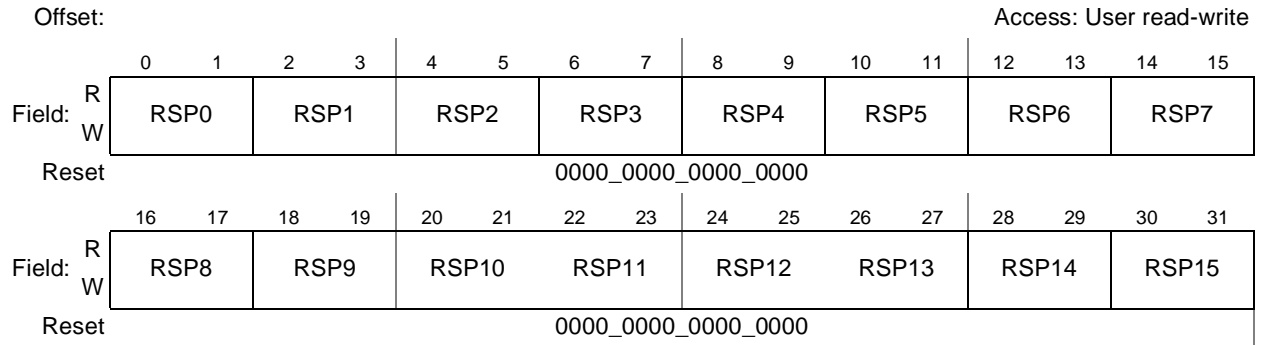 Offset: Access: User read-write
0 1 2 3 4 5 6 7 8 9 10 11 12 13 14 15
Field: R W RSP0 RSP1 RSP2 RSP3 RSP4 RSP5 RSP6 RSP7
Reset 0000_0000_0000_0000
16 17 18 19 20 21 22 23 24 25 26 27 28 29 30 31
Field: R W RSP8 RSP9 RSP10 RSP11 RSP12 RSP13 RSP14 RSP15
Reset 0000_0000_0000_0000